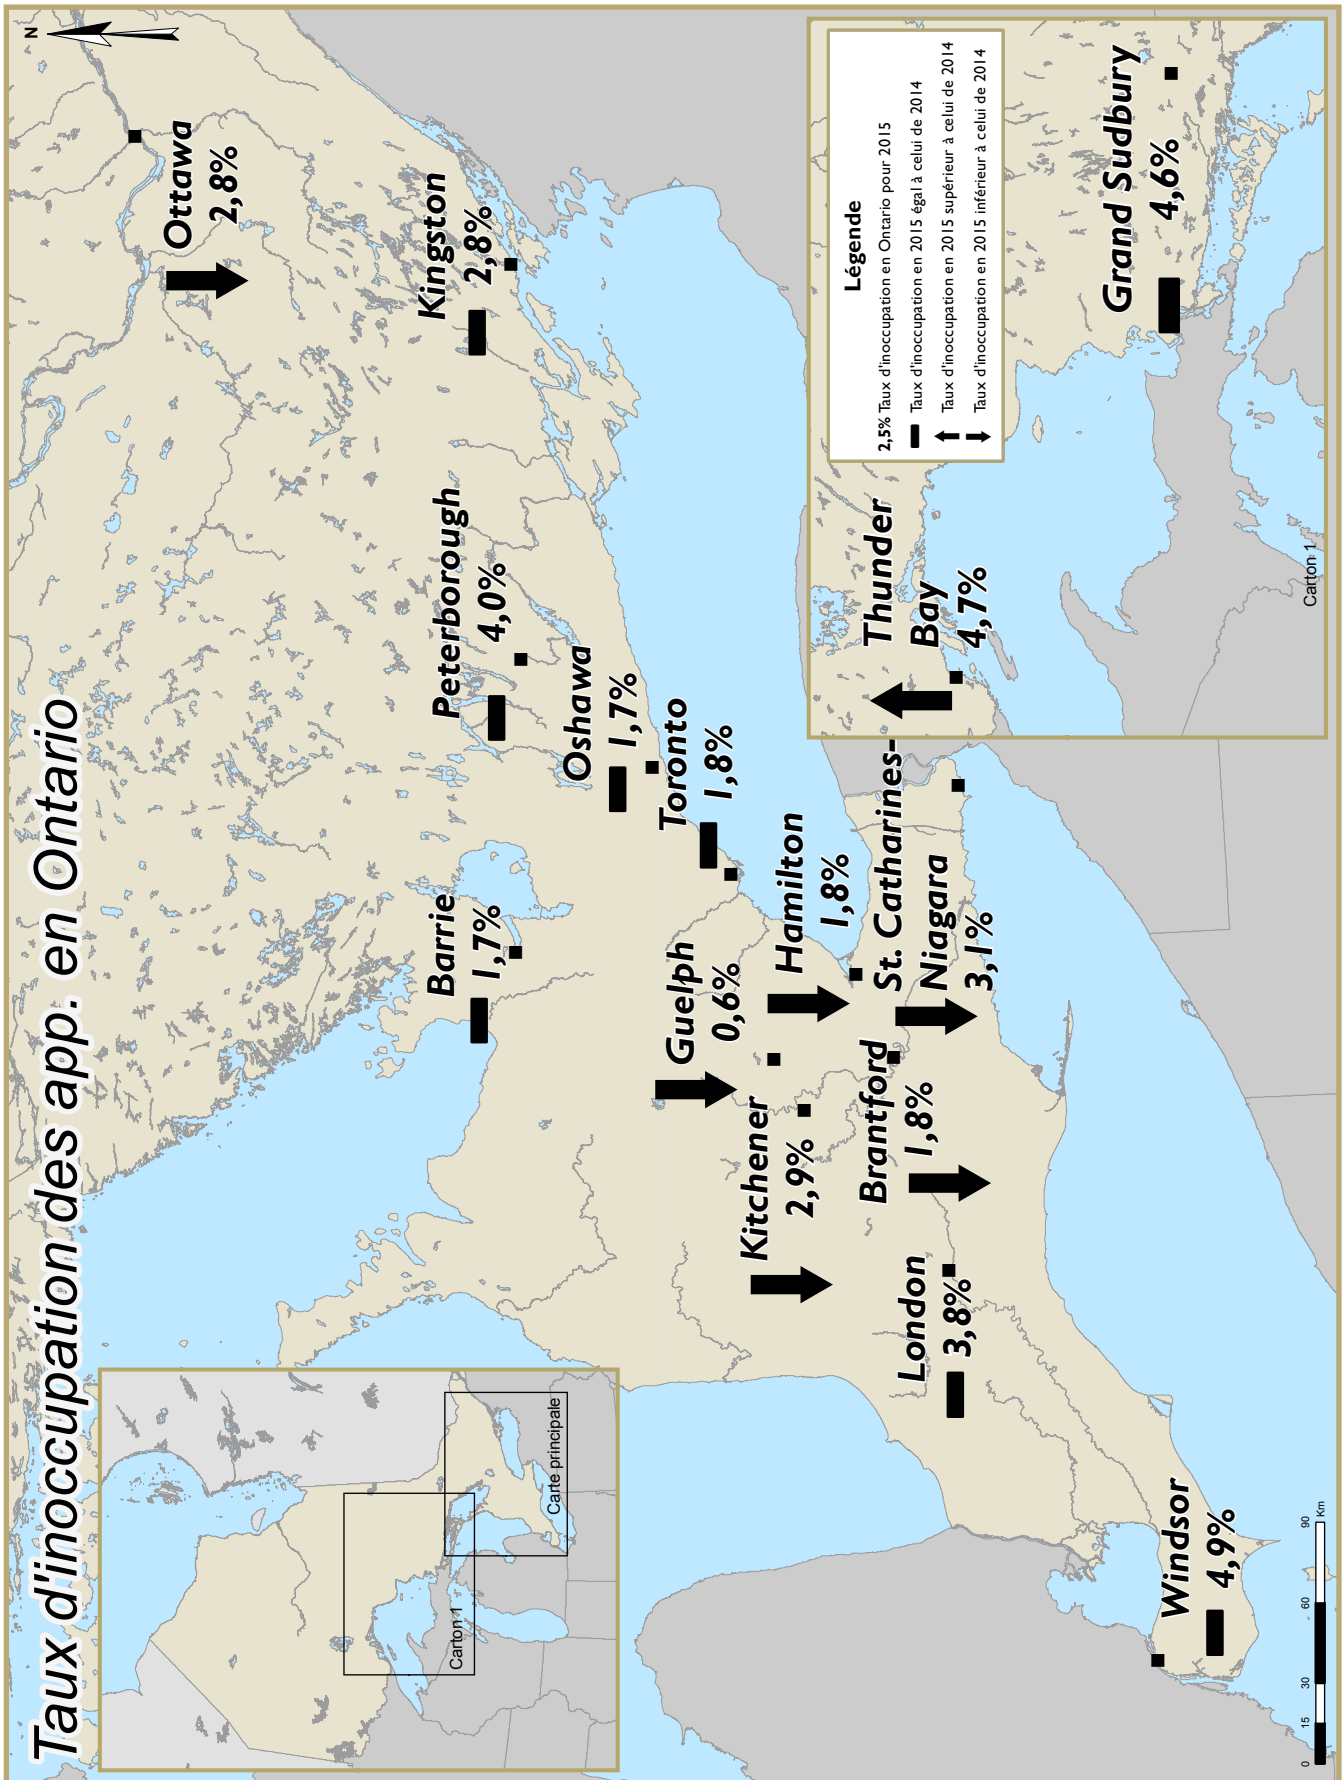 Taux d'inoccupation des app. en Ontario
N
Ottawa
2,8%
Kingston
2,8%
Peterborough
4,0%
Oshawa
1,7%
Toronto
1,8%
Barrie
1,7%
Guelph
0,6%
Hamilton
1,8%
St. Catharines-
Niagara
3,1%
Kitchener
2,9%
Brantford
1,8%
London
3,8%
Windsor
4,9%
Carton 1
Carte principale
Légende
2,5% Taux d'inoccupation en Ontario pour 2015
Taux d'inoccupation en 2015 égal à celui de 2014
Taux d'inoccupation en 2015 supérieur à celui de 2014
Taux d'inoccupation en 2015 inférieur à celui de 2014
Thunder
Bay
4,7%
Grand Sudbury
4,6%
Carton 1
0 15 30 60 90
Km